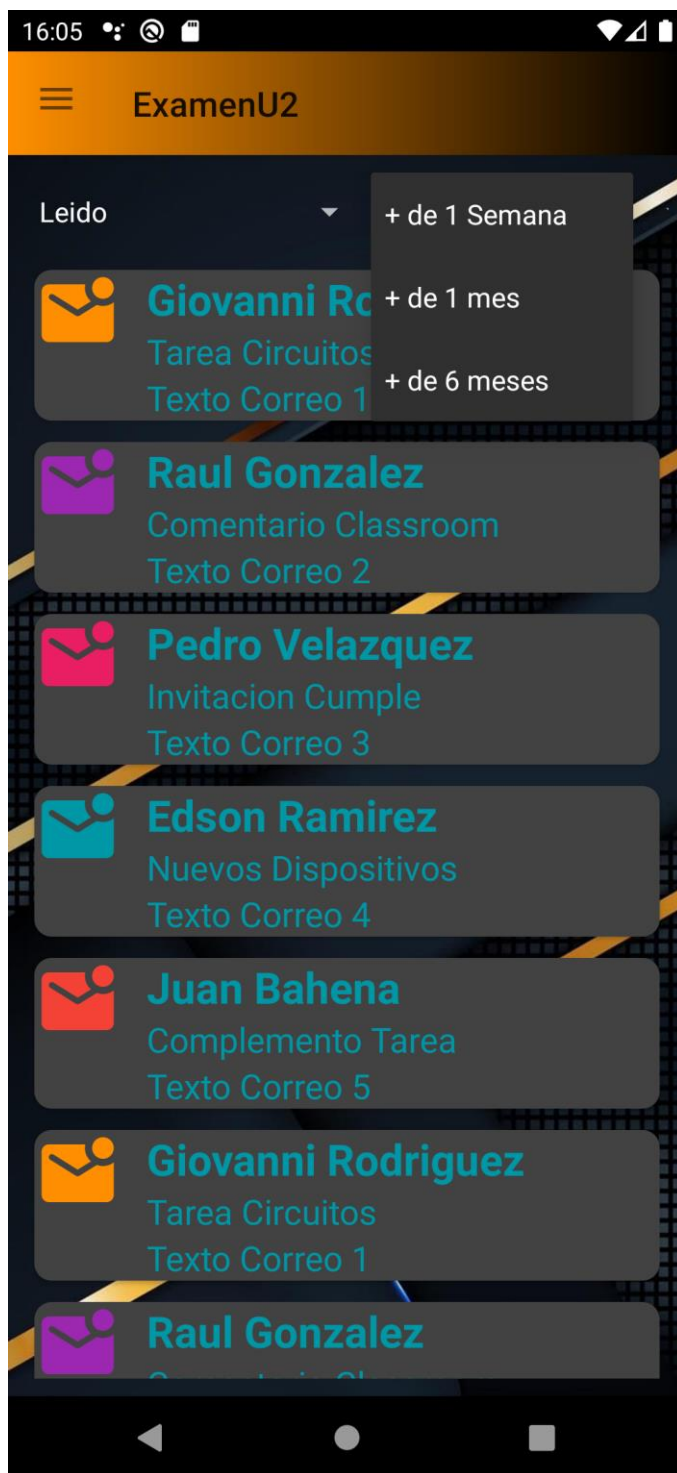 16:05
ExamenU2
Leido
+ de 1 Semana
+ de 1 mes
+ de 6 meses
Giovanni
Tarea Circuitos
Texto Correo 1
Raul Gonzalez
Comentario Classroom
Texto Correo 2
Pedro Velazquez
Invitacion Cumple
Texto Correo 3
Edson Ramirez
Nuevos Dispositivos
Texto Correo 4
Juan Bahena
Complemento Tarea
Texto Correo 5
Giovanni Rodriguez
Tarea Circuitos
Texto Correo 1
Raul Gonzalez